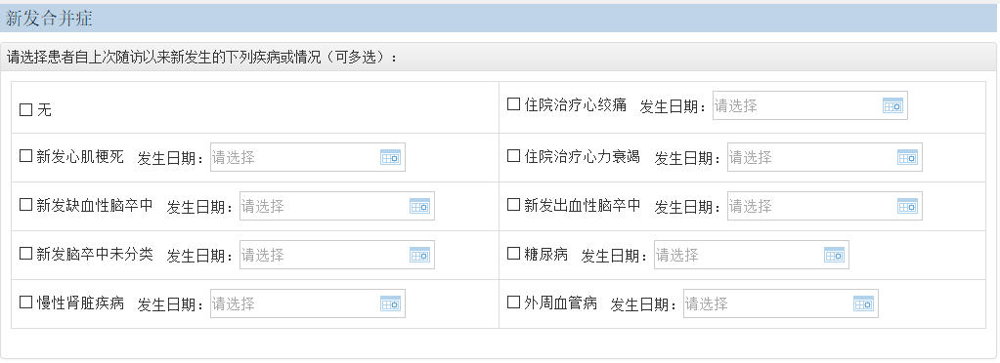 新发合并症
请选择患者自上次随访以来新发生的下列疾病或情况（可多选）：
无
住院治疗心绞痛 发生日期：请选择
新发心肌梗死 发生日期：请选择
住院治疗心力衰竭 发生日期：请选择
新发缺血性脑卒中 发生日期：请选择
新发出血性脑卒中 发生日期：请选择
新发脑卒中未分类 发生日期：请选择
糖尿病 发生日期：请选择
慢性肾脏疾病 发生日期：请选择
外周血管病 发生日期：请选择